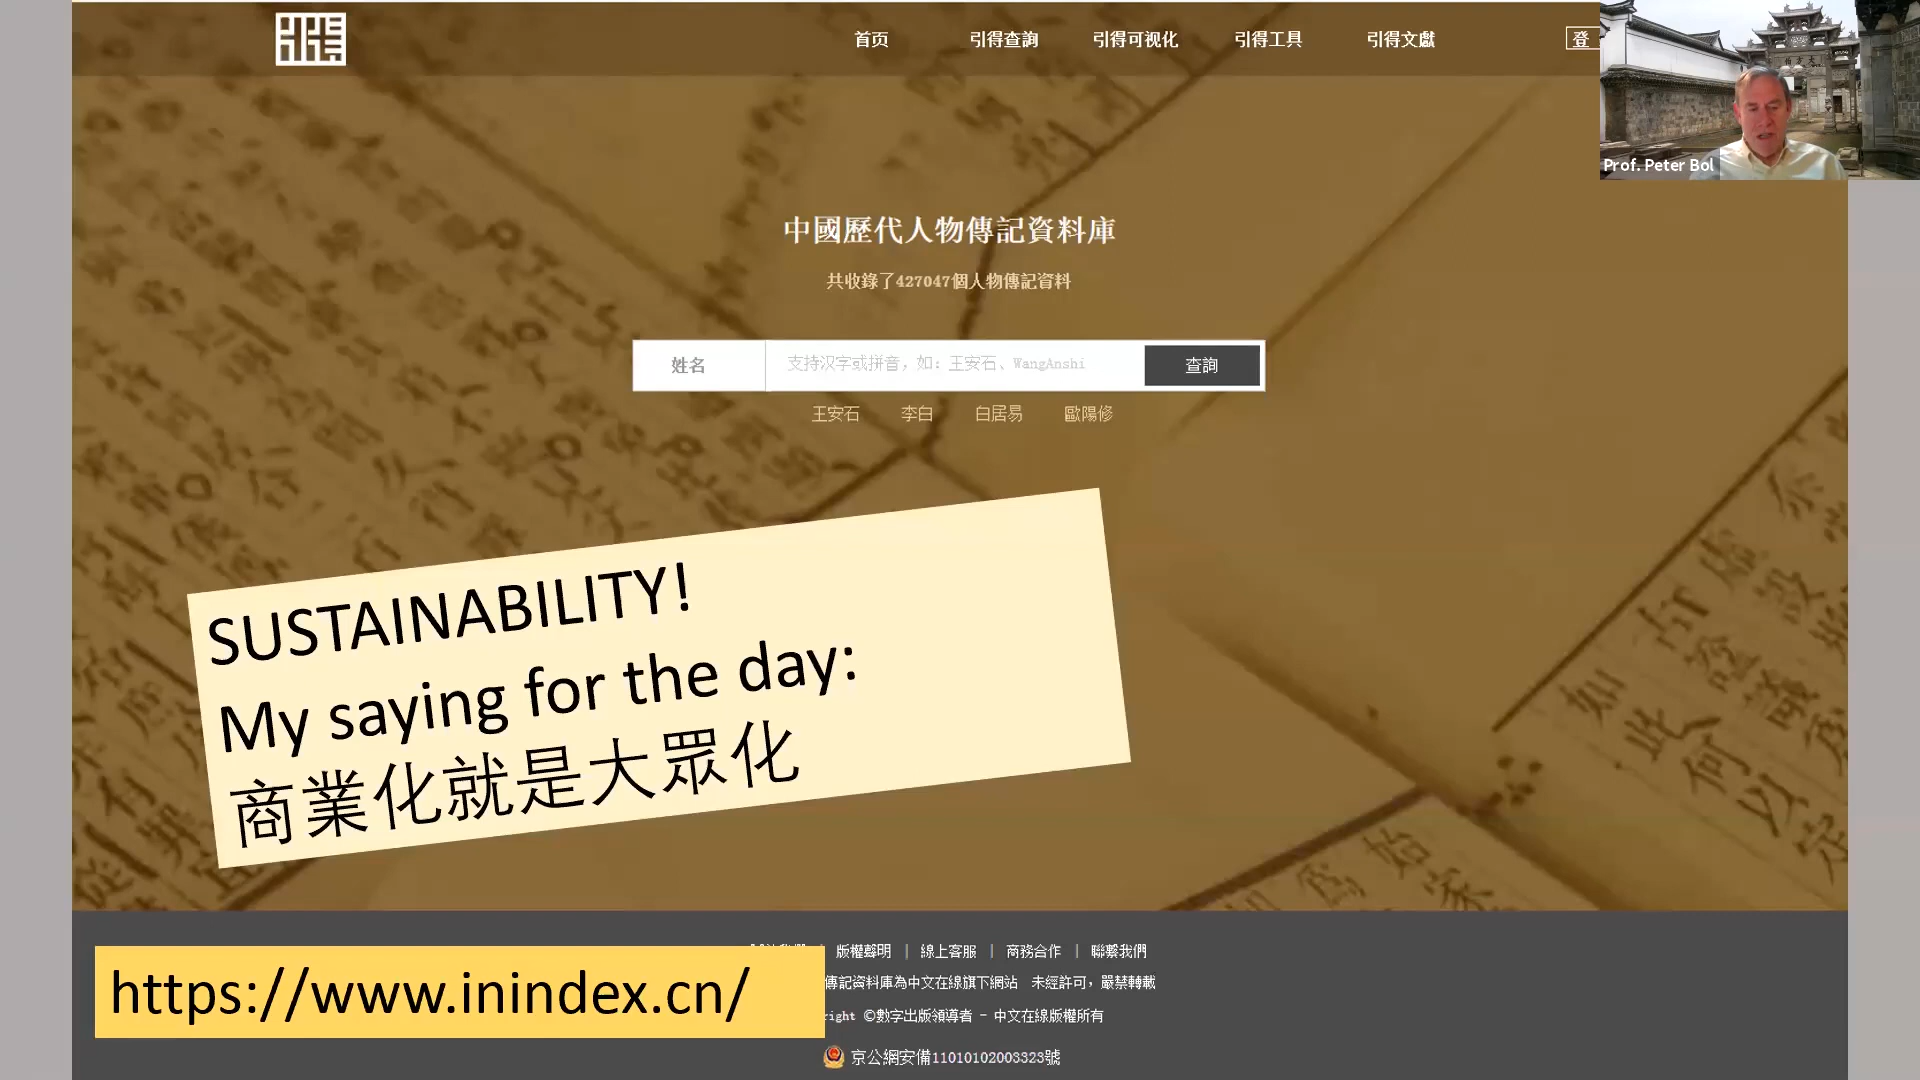 首页 引得查詢 引得可视化 引得工具 引得文獻 登
Prof. Peter Bol
中國歷代人物傳記資料庫
共收錄了427047個人物傳記資料
姓名 支持汉字或拼音，如：王安石、WangAnshi 查詢
王安石 李白 白居易 歐陽修
SUSTAINABILITY!
My saying for the day:
商業化就是大眾化
版權聲明 | 線上客服 | 商務合作 | 聯繫我們
傳記資料庫為中文在線旗下網站 未經許可，嚴禁轉載
https://www.inindex.cn/
right ©數字出版領導者 - 中文在線版權所有
京公網安備11010102003323號